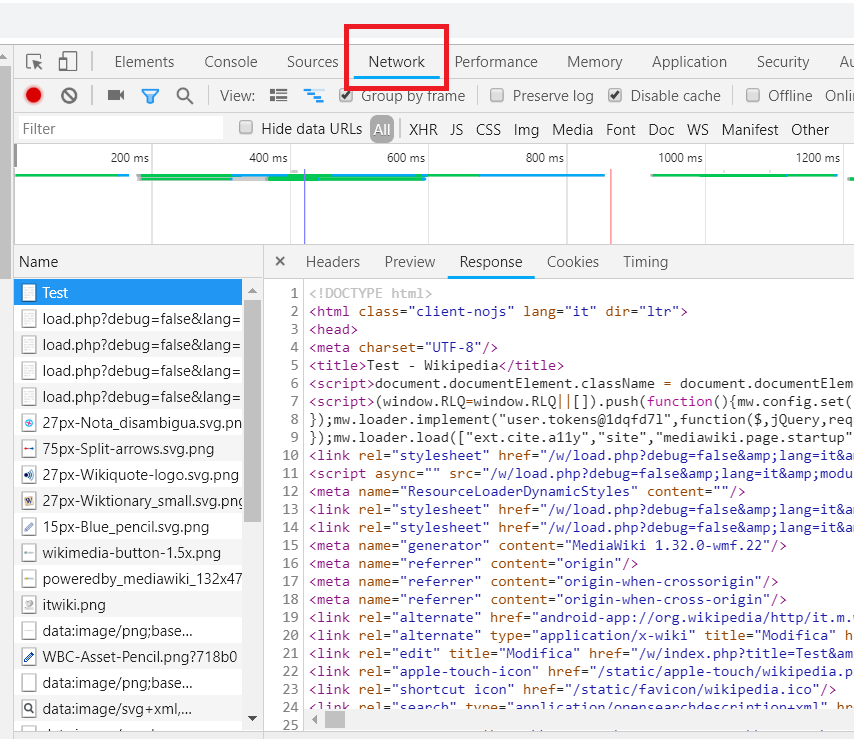 Elements Console Sources Network Performance Memory Application Security Au
View: Group by frame Preserve log Disable cache Offline Onli
Filter Hide data URLs All XHR JS CSS Img Media Font Doc WS Manifest Other
200 ms 400 ms 600 ms 800 ms 1000 ms 1200 ms
Name
Test
load.php?debug=false&lang=
load.php?debug=false&lang=
load.php?debug=false&lang=
load.php?debug=false&lang=
27px-Nota_disambigua.svg.pn
75px-Split-arrows.svg.png
27px-Wikiquote-logo.svg.png
27px-Wiktionary_small.svg.png
15px-Blue_pencil.svg.png
wikimedia-button-1.5x.png
poweredby_mediawiki_132x47
itwiki.png
data:image/png;base...
WBC-Asset-Pencil.png?718b0
data:image/png;base...
data:image/svg+xml,...
× Headers Preview Response Cookies Timing
1 <!DOCTYPE html>
2 <html class="client-nojs" lang="it" dir="ltr">
3 <head>
4 <meta charset="UTF-8"/>
5 <title>Test - Wikipedia</title>
6 <script>document.documentElement.className = document.documentElem
7 <script>(window.RLQ=window.RLQ||[]).push(function(){mw.config.set(
8 });mw.loader.implement("user.tokens@1dqfd7l",function($,jQuery,req
9 });mw.loader.load(["ext.cite.a11y","site","mediawiki.page.startup"
10 <link rel="stylesheet" href="/w/load.php?debug=false&amp;lang=it&a
11 <script async="" src="/w/load.php?debug=false&amp;lang=it&amp;modu
12 <meta name="ResourceLoaderDynamicStyles" content=""/>
13 <link rel="stylesheet" href="/w/load.php?debug=false&amp;lang=it&a
14 <link rel="stylesheet" href="/w/load.php?debug=false&amp;lang=it&a
15 <meta name="generator" content="MediaWiki 1.32.0-wmf.22"/>
16 <meta name="referrer" content="origin"/>
17 <meta name="referrer" content="origin-when-crossorigin"/>
18 <meta name="referrer" content="origin-when-cross-origin"/>
19 <link rel="alternate" href="android-app://org.wikipedia/http/it.m.
20 <link rel="alternate" type="application/x-wiki" title="Modifica" h
21 <link rel="edit" title="Modifica" href="/w/index.php?title=Test&am
22 <link rel="apple-touch-icon" href="/static/apple-touch/wikipedia.p
23 <link rel="shortcut icon" href="/static/favicon/wikipedia.ico"/>
24 <link rel="search" type="application/opensearchdescription+xml" hr
25